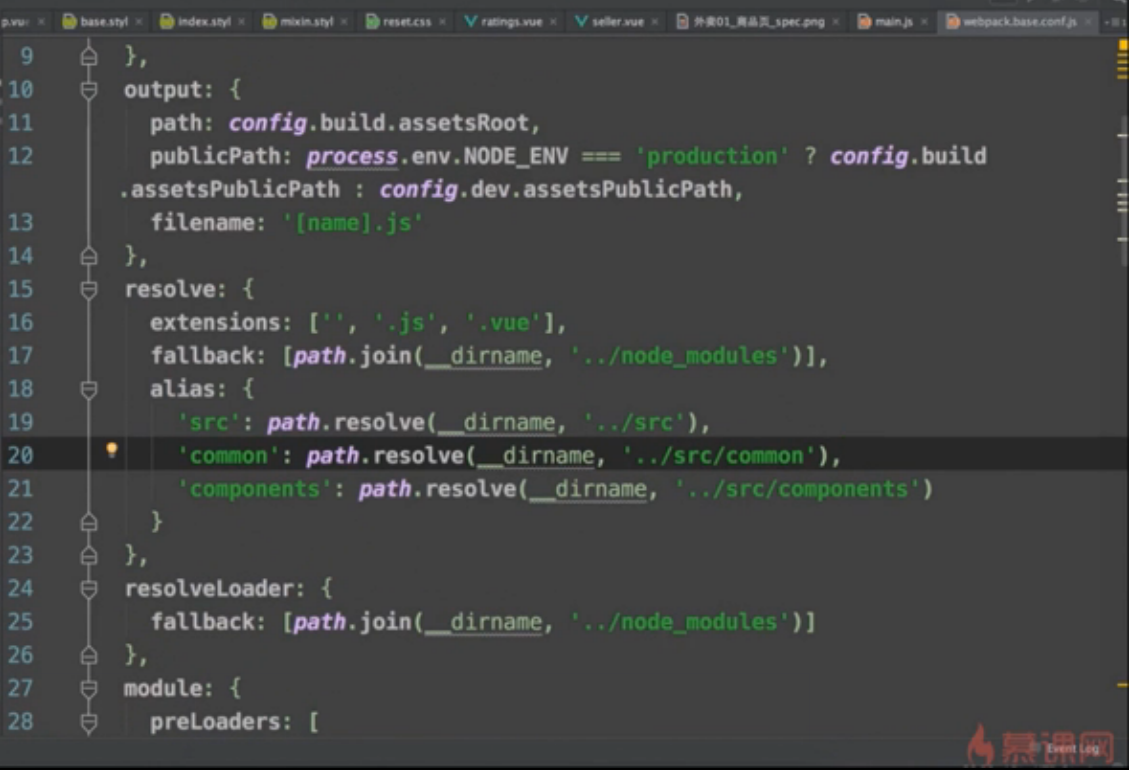 p.vue base.styl index.styl mixin.styl reset.css ratings.vue seller.vue 外卖01_商品页_spec.png main.js webpack.base.conf.js
9 },
10 output: {
11 path: config.build.assetsRoot,
12 publicPath: process.env.NODE_ENV === 'production' ? config.build
.assetsPublicPath : config.dev.assetsPublicPath,
13 filename: '[name].js'
14 },
15 resolve: {
16 extensions: ['', '.js', '.vue'],
17 fallback: [path.join(__dirname, '../node_modules')],
18 alias: {
19 'src': path.resolve(__dirname, '../src'),
20 'common': path.resolve(__dirname, '../src/common'),
21 'components': path.resolve(__dirname, '../src/components')
22 }
23 },
24 resolveLoader: {
25 fallback: [path.join(__dirname, '../node_modules')]
26 },
27 module: {
28 preLoaders: [
慕课网
Event Log